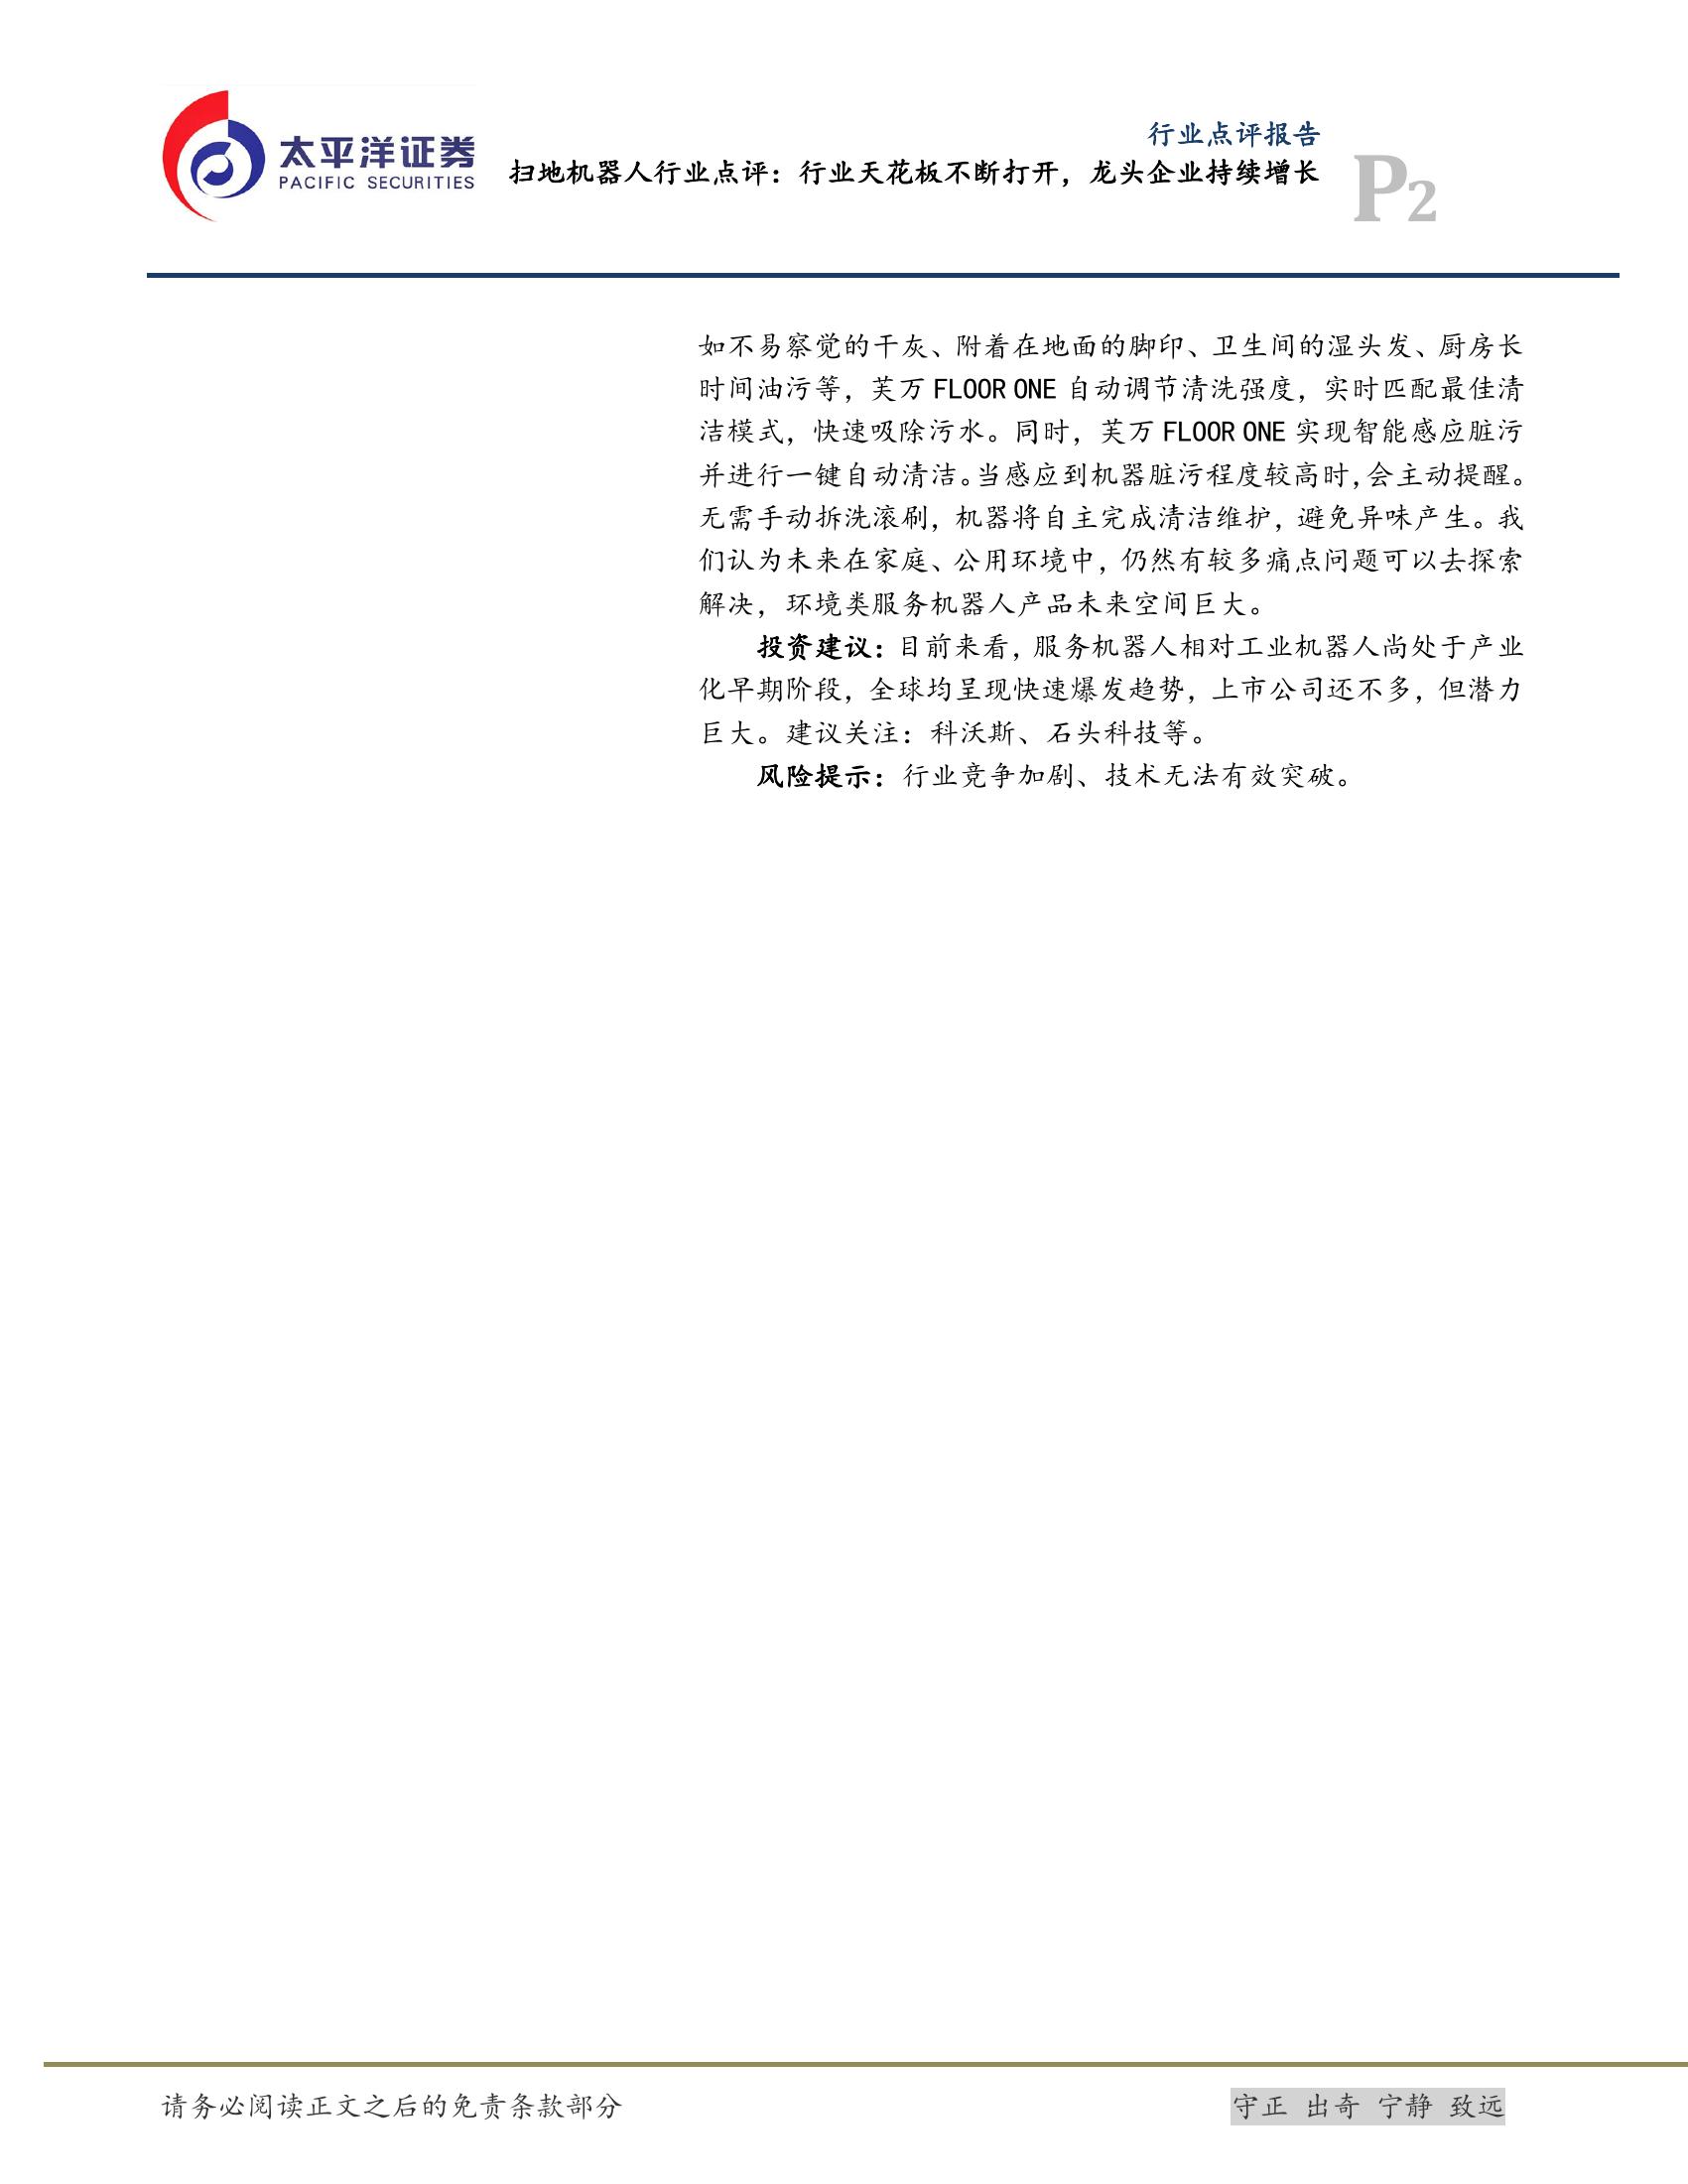 太平洋证券
PACIFIC SECURITIES
行业点评报告
扫地机器人行业点评：行业天花板不断打开，龙头企业持续增长
P2
如不易察觉的干灰、附着在地面的脚印、卫生间的湿头发、厨房长
时间油污等，芙万 FLOOR ONE 自动调节清洗强度，实时匹配最佳清
洁模式，快速吸除污水。同时，芙万 FLOOR ONE 实现智能感应脏污
并进行一键自动清洁。当感应到机器脏污程度较高时，会主动提醒。
无需手动拆洗滚刷，机器将自主完成清洁维护，避免异味产生。我
们认为未来在家庭、公用环境中，仍然有较多痛点问题可以去探索
解决，环境类服务机器人产品未来空间巨大。
投资建议：目前来看，服务机器人相对工业机器人尚处于产业
化早期阶段，全球均呈现快速爆发趋势，上市公司还不多，但潜力
巨大。建议关注：科沃斯、石头科技等。
风险提示：行业竞争加剧、技术无法有效突破。
请务必阅读正文之后的免责条款部分
守正 出奇 宁静 致远